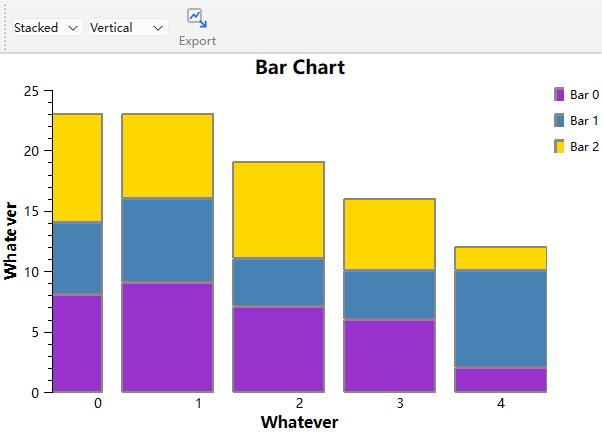 Stacked Vertical
Export
Bar Chart
Bar 0
Bar 1
Bar 2
Whatever
25
20
15
10
5
0
0 1 2 3 4
Whatever